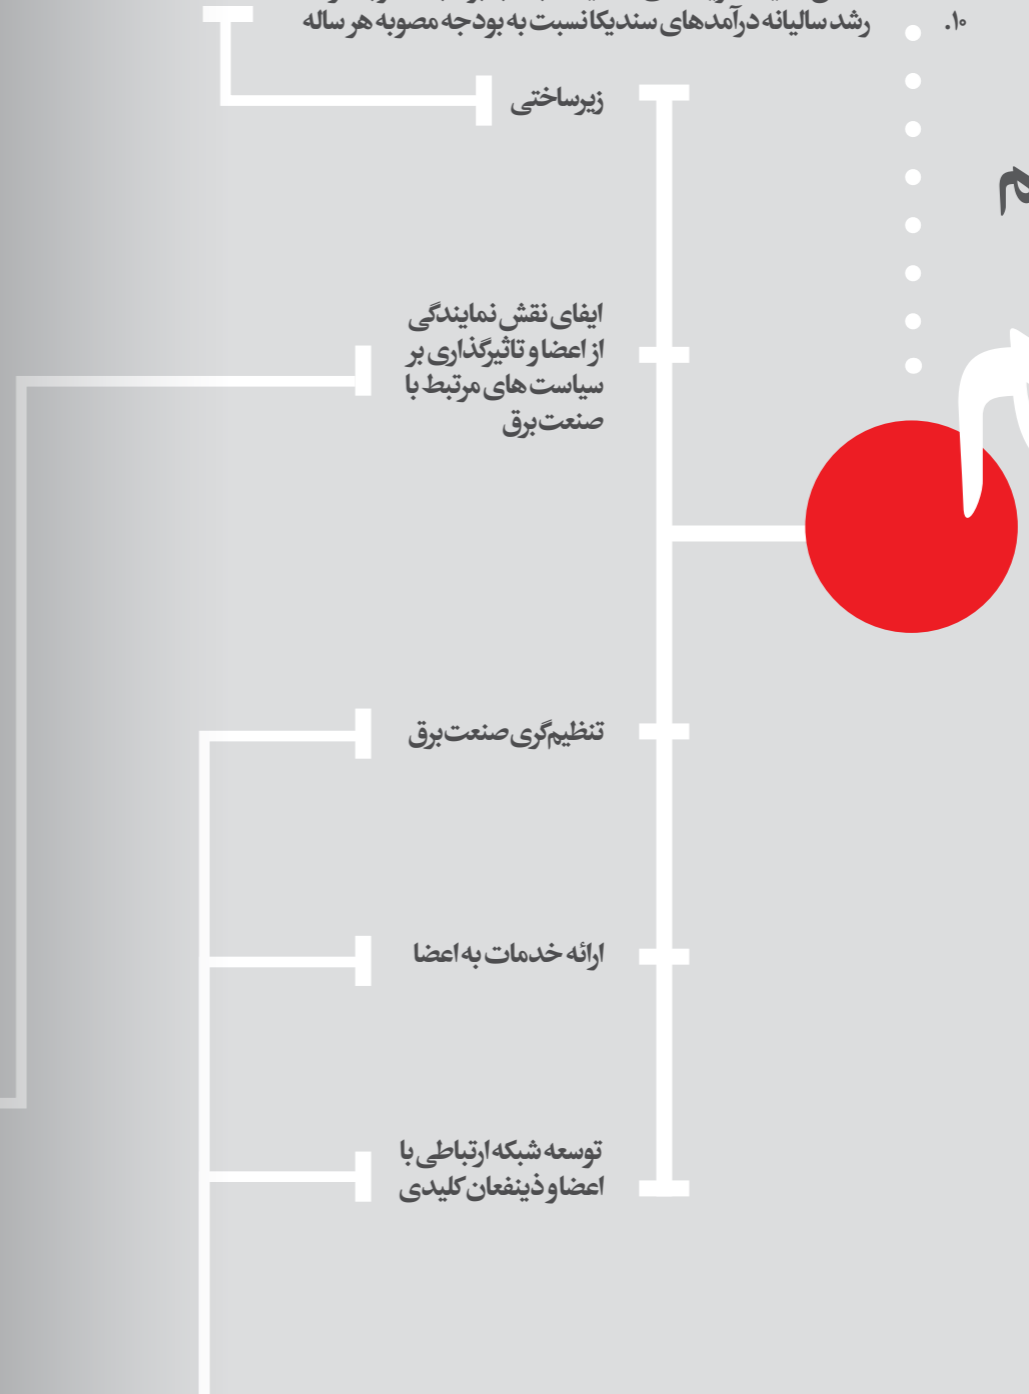 ۱۰. رشد سالیانه درآمدهای سندیکا نسبت به بودجه مصوبه هر ساله
زیرساختی
ایفای نقش نمایندگی
از اعضا و تاثیرگذاری بر
سیاست های مرتبط با
صنعت برق
تنظیم‌گری صنعت برق
ارائه خدمات به اعضا
توسعه شبکه ارتباطی با
اعضا و ذینفعان کلیدی